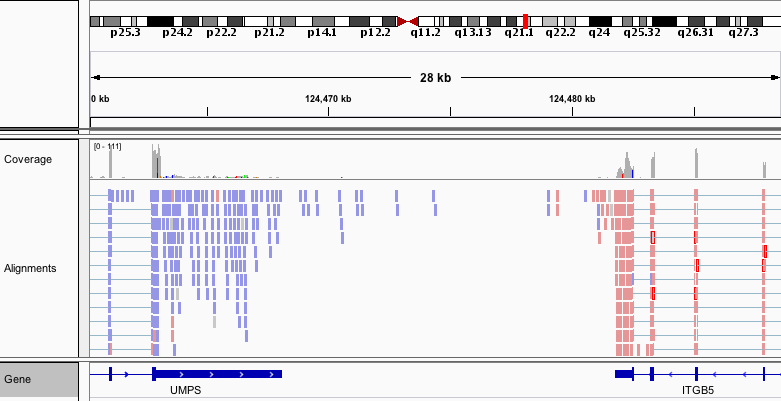 p25.3 p24.2 p22.2 p21.2 p14.1 p12.2 q11.2 q13.13 q21.1 q22.2 q24 q25.32 q26.31 q27.3
28 kb
0 kb 124,470 kb 124,480 kb
[0 - 111]
Coverage
Alignments
Gene
UMPS ITGB5